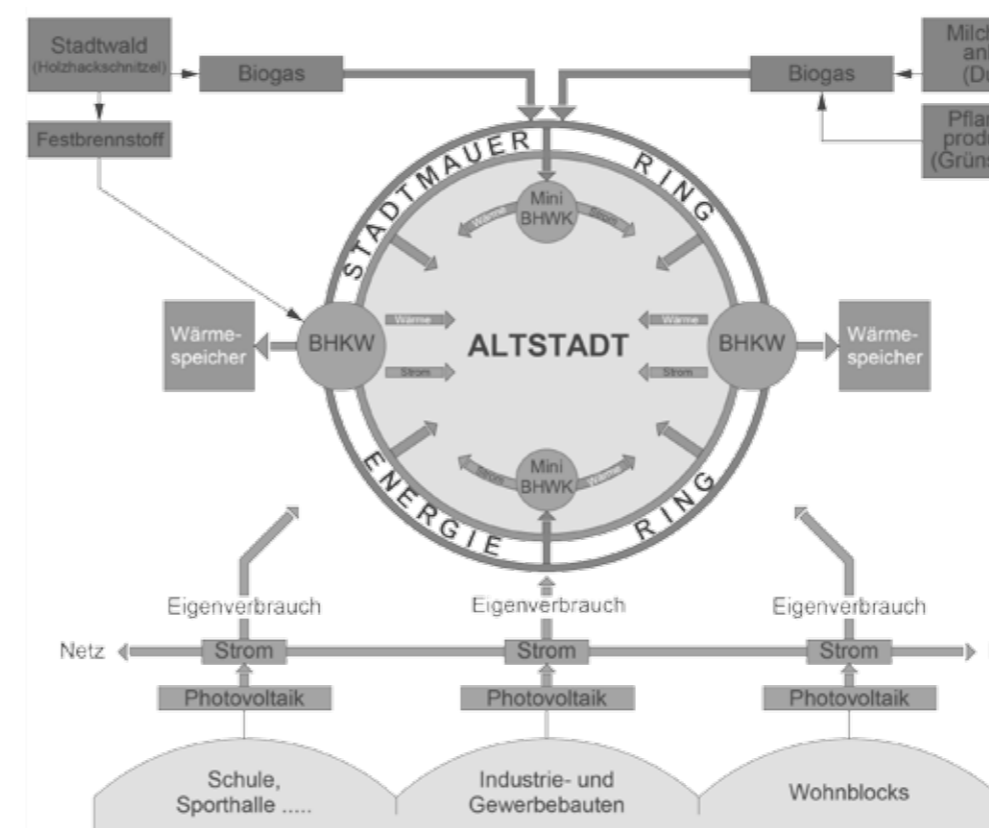 Stadtwald
(Holzhackschnitzel)
Biogas
Biogas
Festbrennstoff
STADTMAUER RING
Mini
BHWK
Wärme
Strom
Wärme-
speicher
BHKW
Wärme
Strom
ALTSTADT
Wärme
Strom
BHKW
Wärme-
speicher
Mini
BHWK
Strom
Wärme
ENERGIE RING
Eigenverbrauch
Eigenverbrauch
Eigenverbrauch
Netz
Strom
Strom
Strom
Photovoltaik
Photovoltaik
Photovoltaik
Schule,
Sporthalle .....
Industrie- und
Gewerbebauten
Wohnblocks